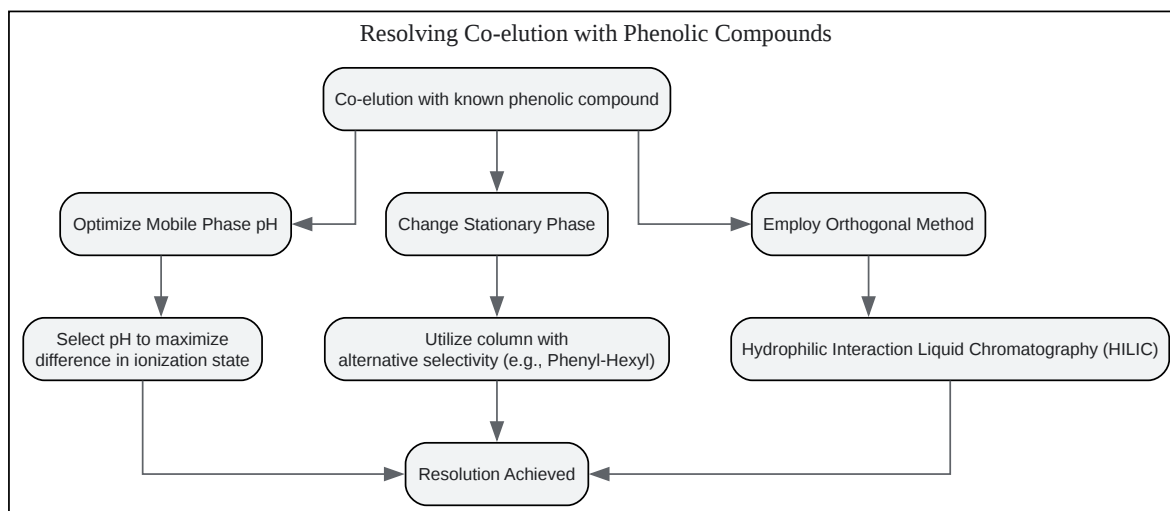 Resolving Co-elution with Phenolic Compounds
Co-elution with known phenolic compound
Optimize Mobile Phase pH
Change Stationary Phase
Employ Orthogonal Method
Select pH to maximize
difference in ionization state
Utilize column with
alternative selectivity (e.g., Phenyl-Hexyl)
Hydrophilic Interaction Liquid Chromatography (HILIC)
Resolution Achieved